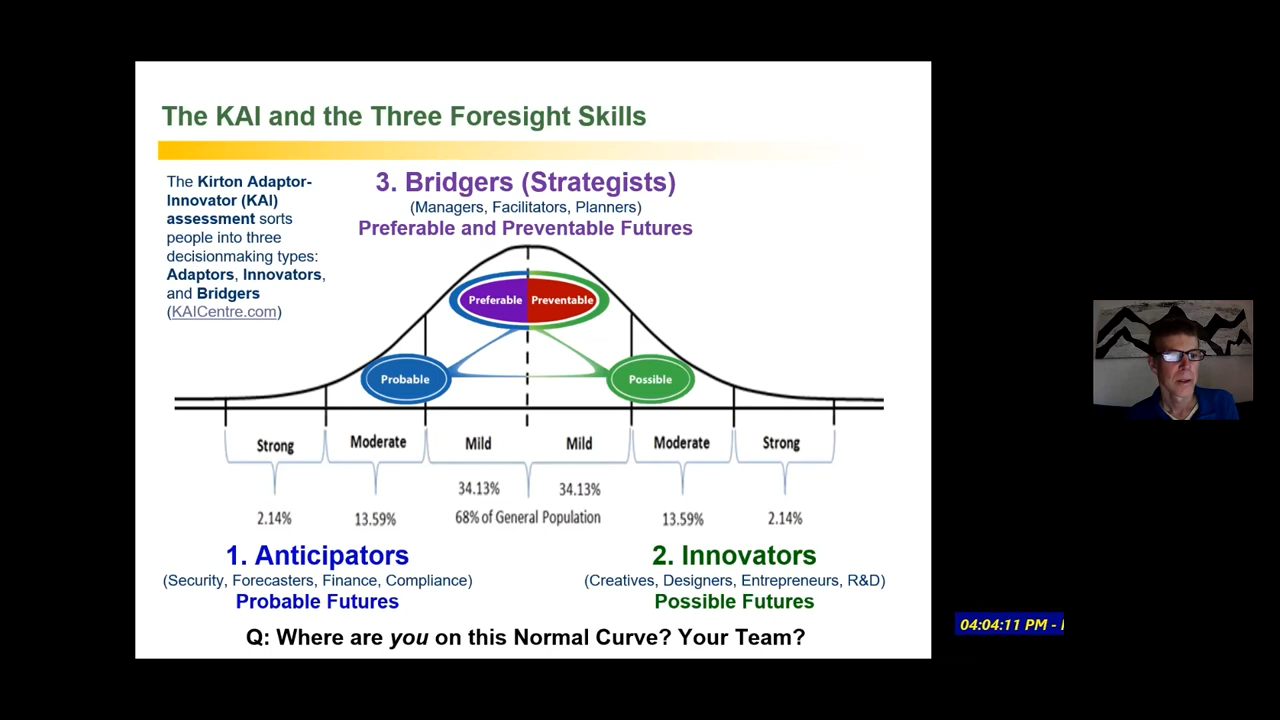 The KAI and the Three Foresight Skills
The Kirton Adaptor-
Innovator (KAI)
assessment sorts
people into three
decisionmaking types:
Adaptors, Innovators,
and Bridgers
(KAICentre.com)
3. Bridgers (Strategists)
(Managers, Facilitators, Planners)
Preferable and Preventable Futures
Preferable Preventable
Probable Possible
Strong Moderate Mild Mild Moderate Strong
34.13% 34.13%
2.14% 13.59% 68% of General Population 13.59% 2.14%
1. Anticipators
(Security, Forecasters, Finance, Compliance)
Probable Futures
2. Innovators
(Creatives, Designers, Entrepreneurs, R&D)
Possible Futures
Q: Where are you on this Normal Curve? Your Team?
04:04:11 PM -